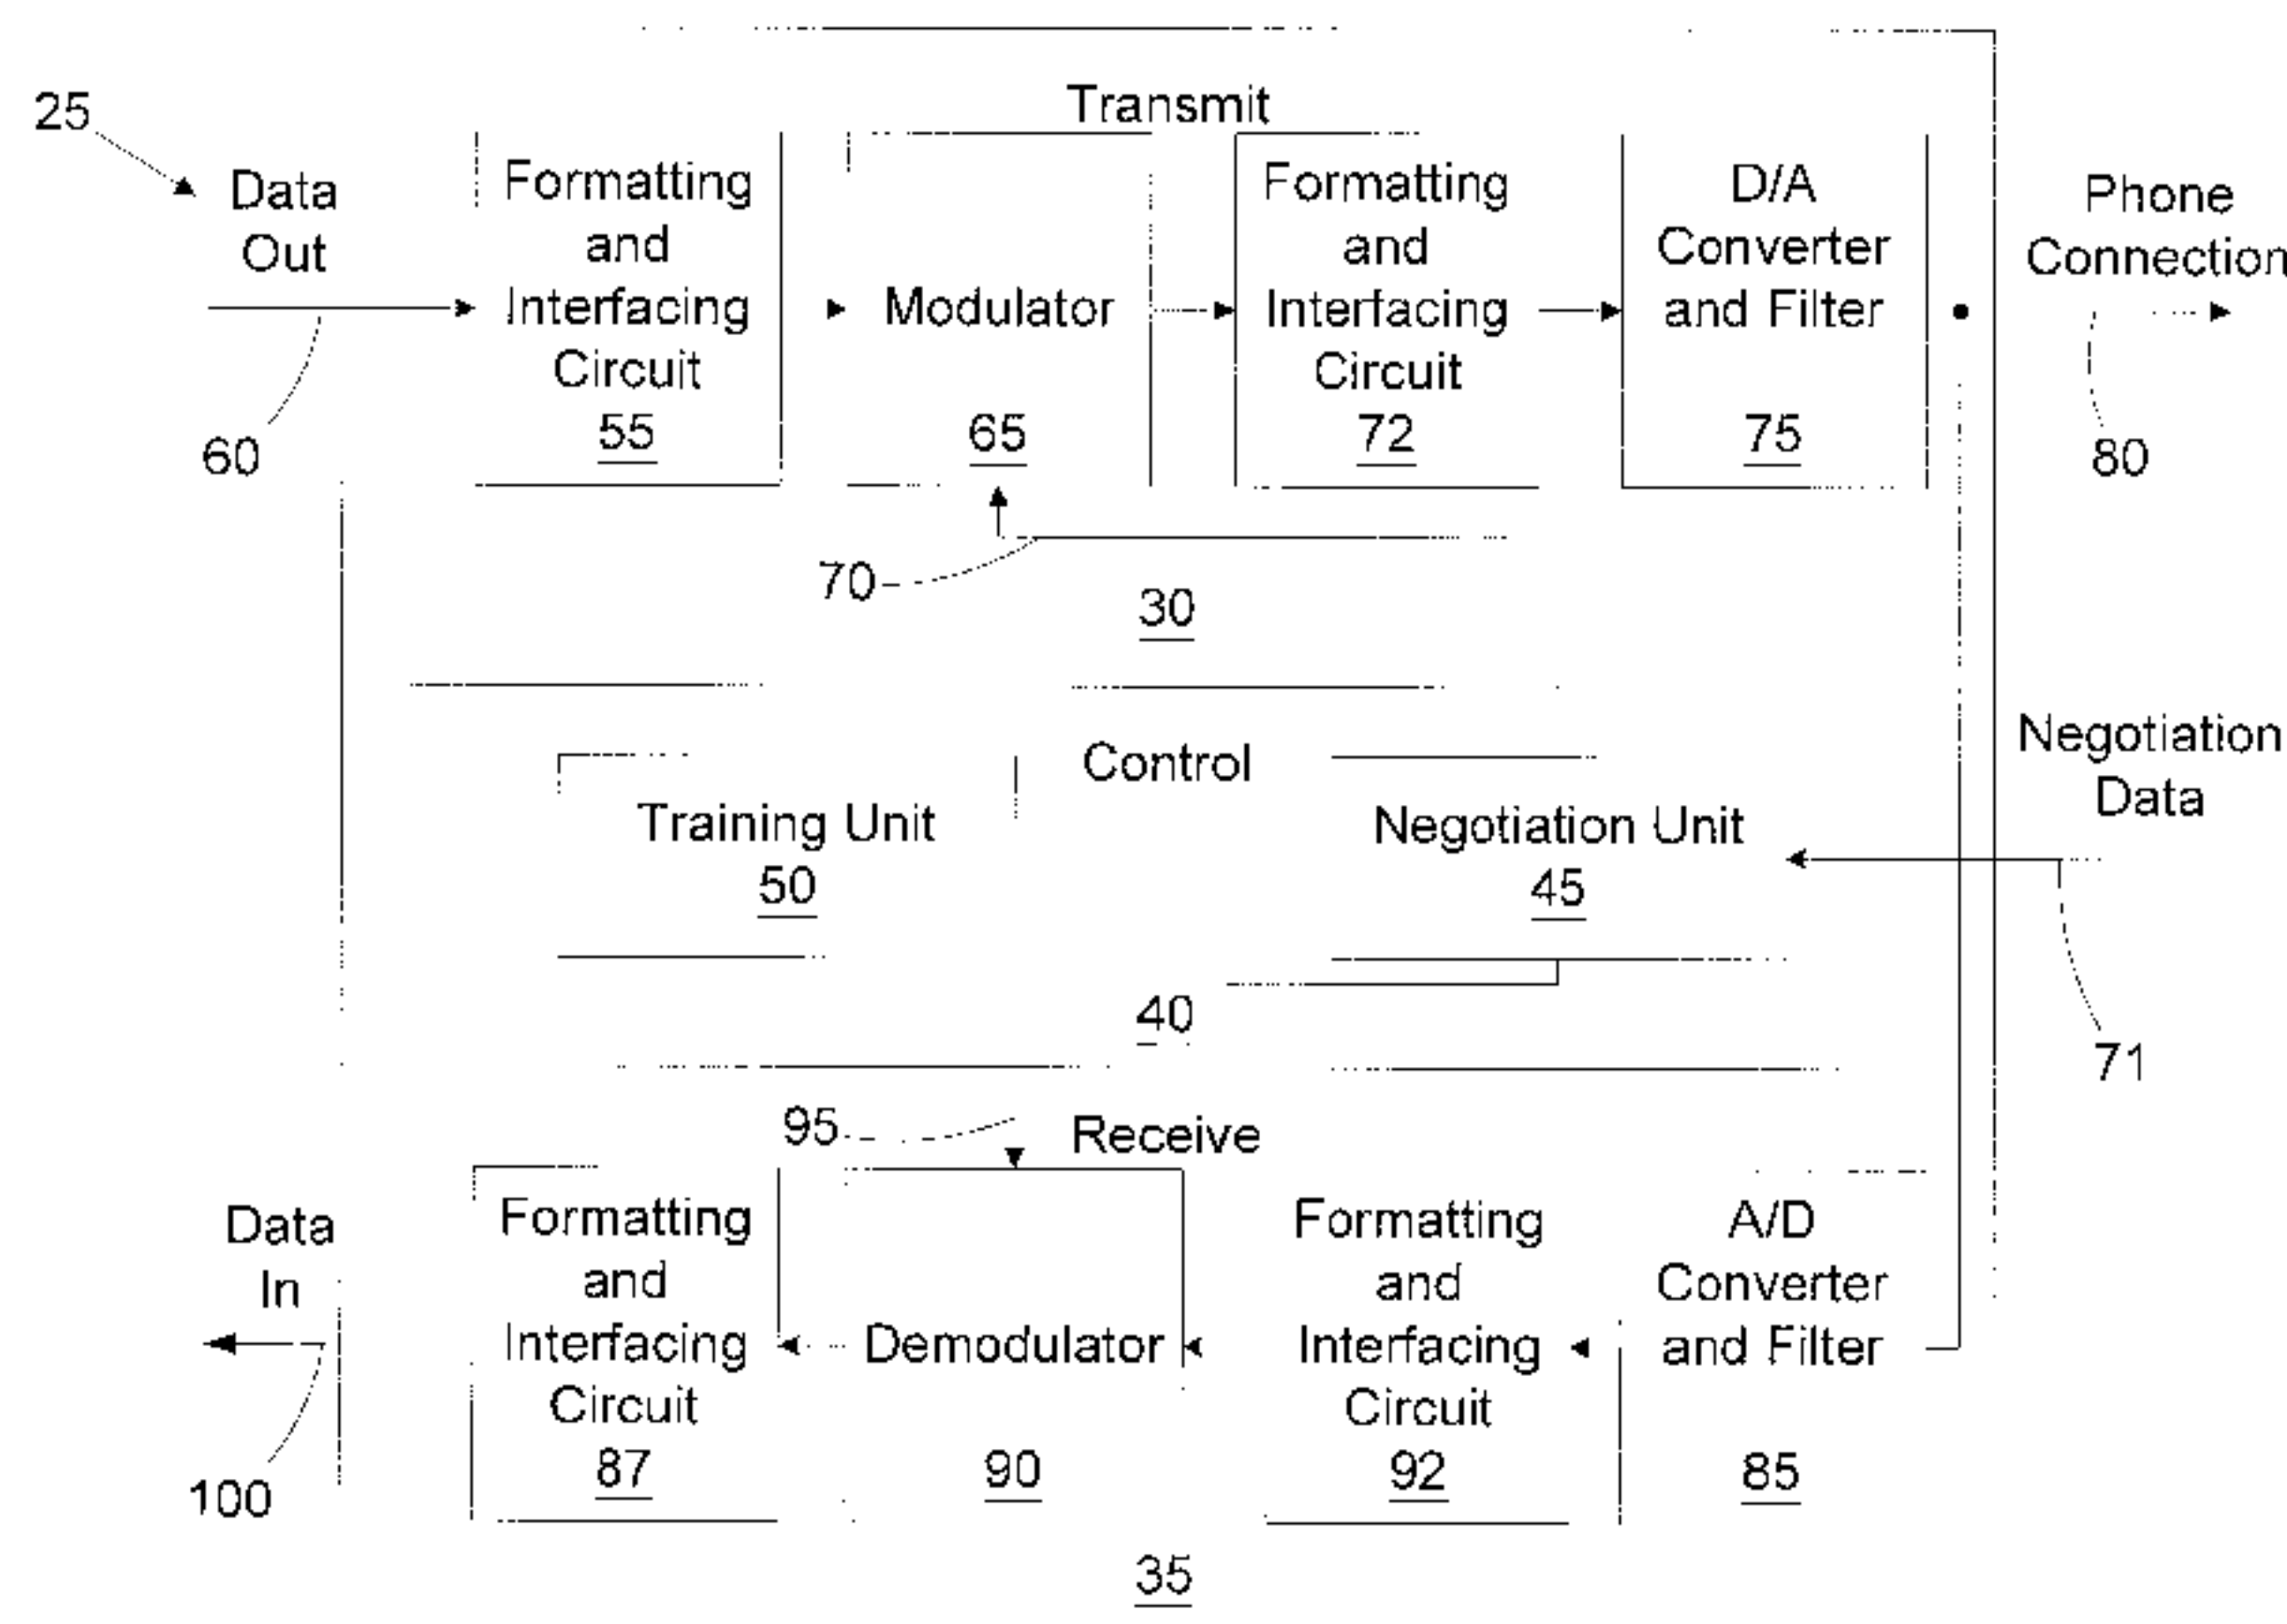 Transmit
25
Data
Out
60
Formatting
and
Interfacing
Circuit
55
Modulator
65
Formatting
and
Interfacing
Circuit
72
D/A
Converter
and Filter
75
Phone
Connection
80
70
30
Control
Training Unit
50
Negotiation Unit
45
Negotiation
Data
71
40
95
Receive
Data
In
100
Formatting
and
Interfacing
Circuit
87
Demodulator
90
Formatting
and
Interfacing
Circuit
92
A/D
Converter
and Filter
85
35